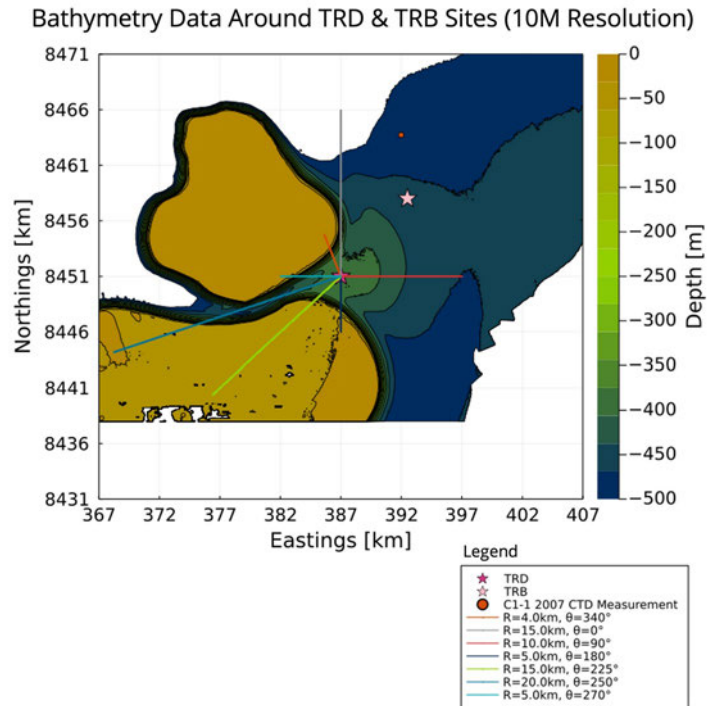 Bathymetry Data Around TRD & TRB Sites (10M Resolution)
8471
8466
8461
8456
8451
8446
8441
8436
8431
Northings [km]
367 372 377 382 387 392 397 402 407
Eastings [km]
0
−50
−100
−150
−200
−250
−300
−350
−400
−450
−500
Depth [m]
Legend
TRD
TRB
C1-1 2007 CTD Measurement
R=4.0km, θ=340°
R=15.0km, θ=0°
R=10.0km, θ=90°
R=5.0km, θ=180°
R=15.0km, θ=225°
R=20.0km, θ=250°
R=5.0km, θ=270°